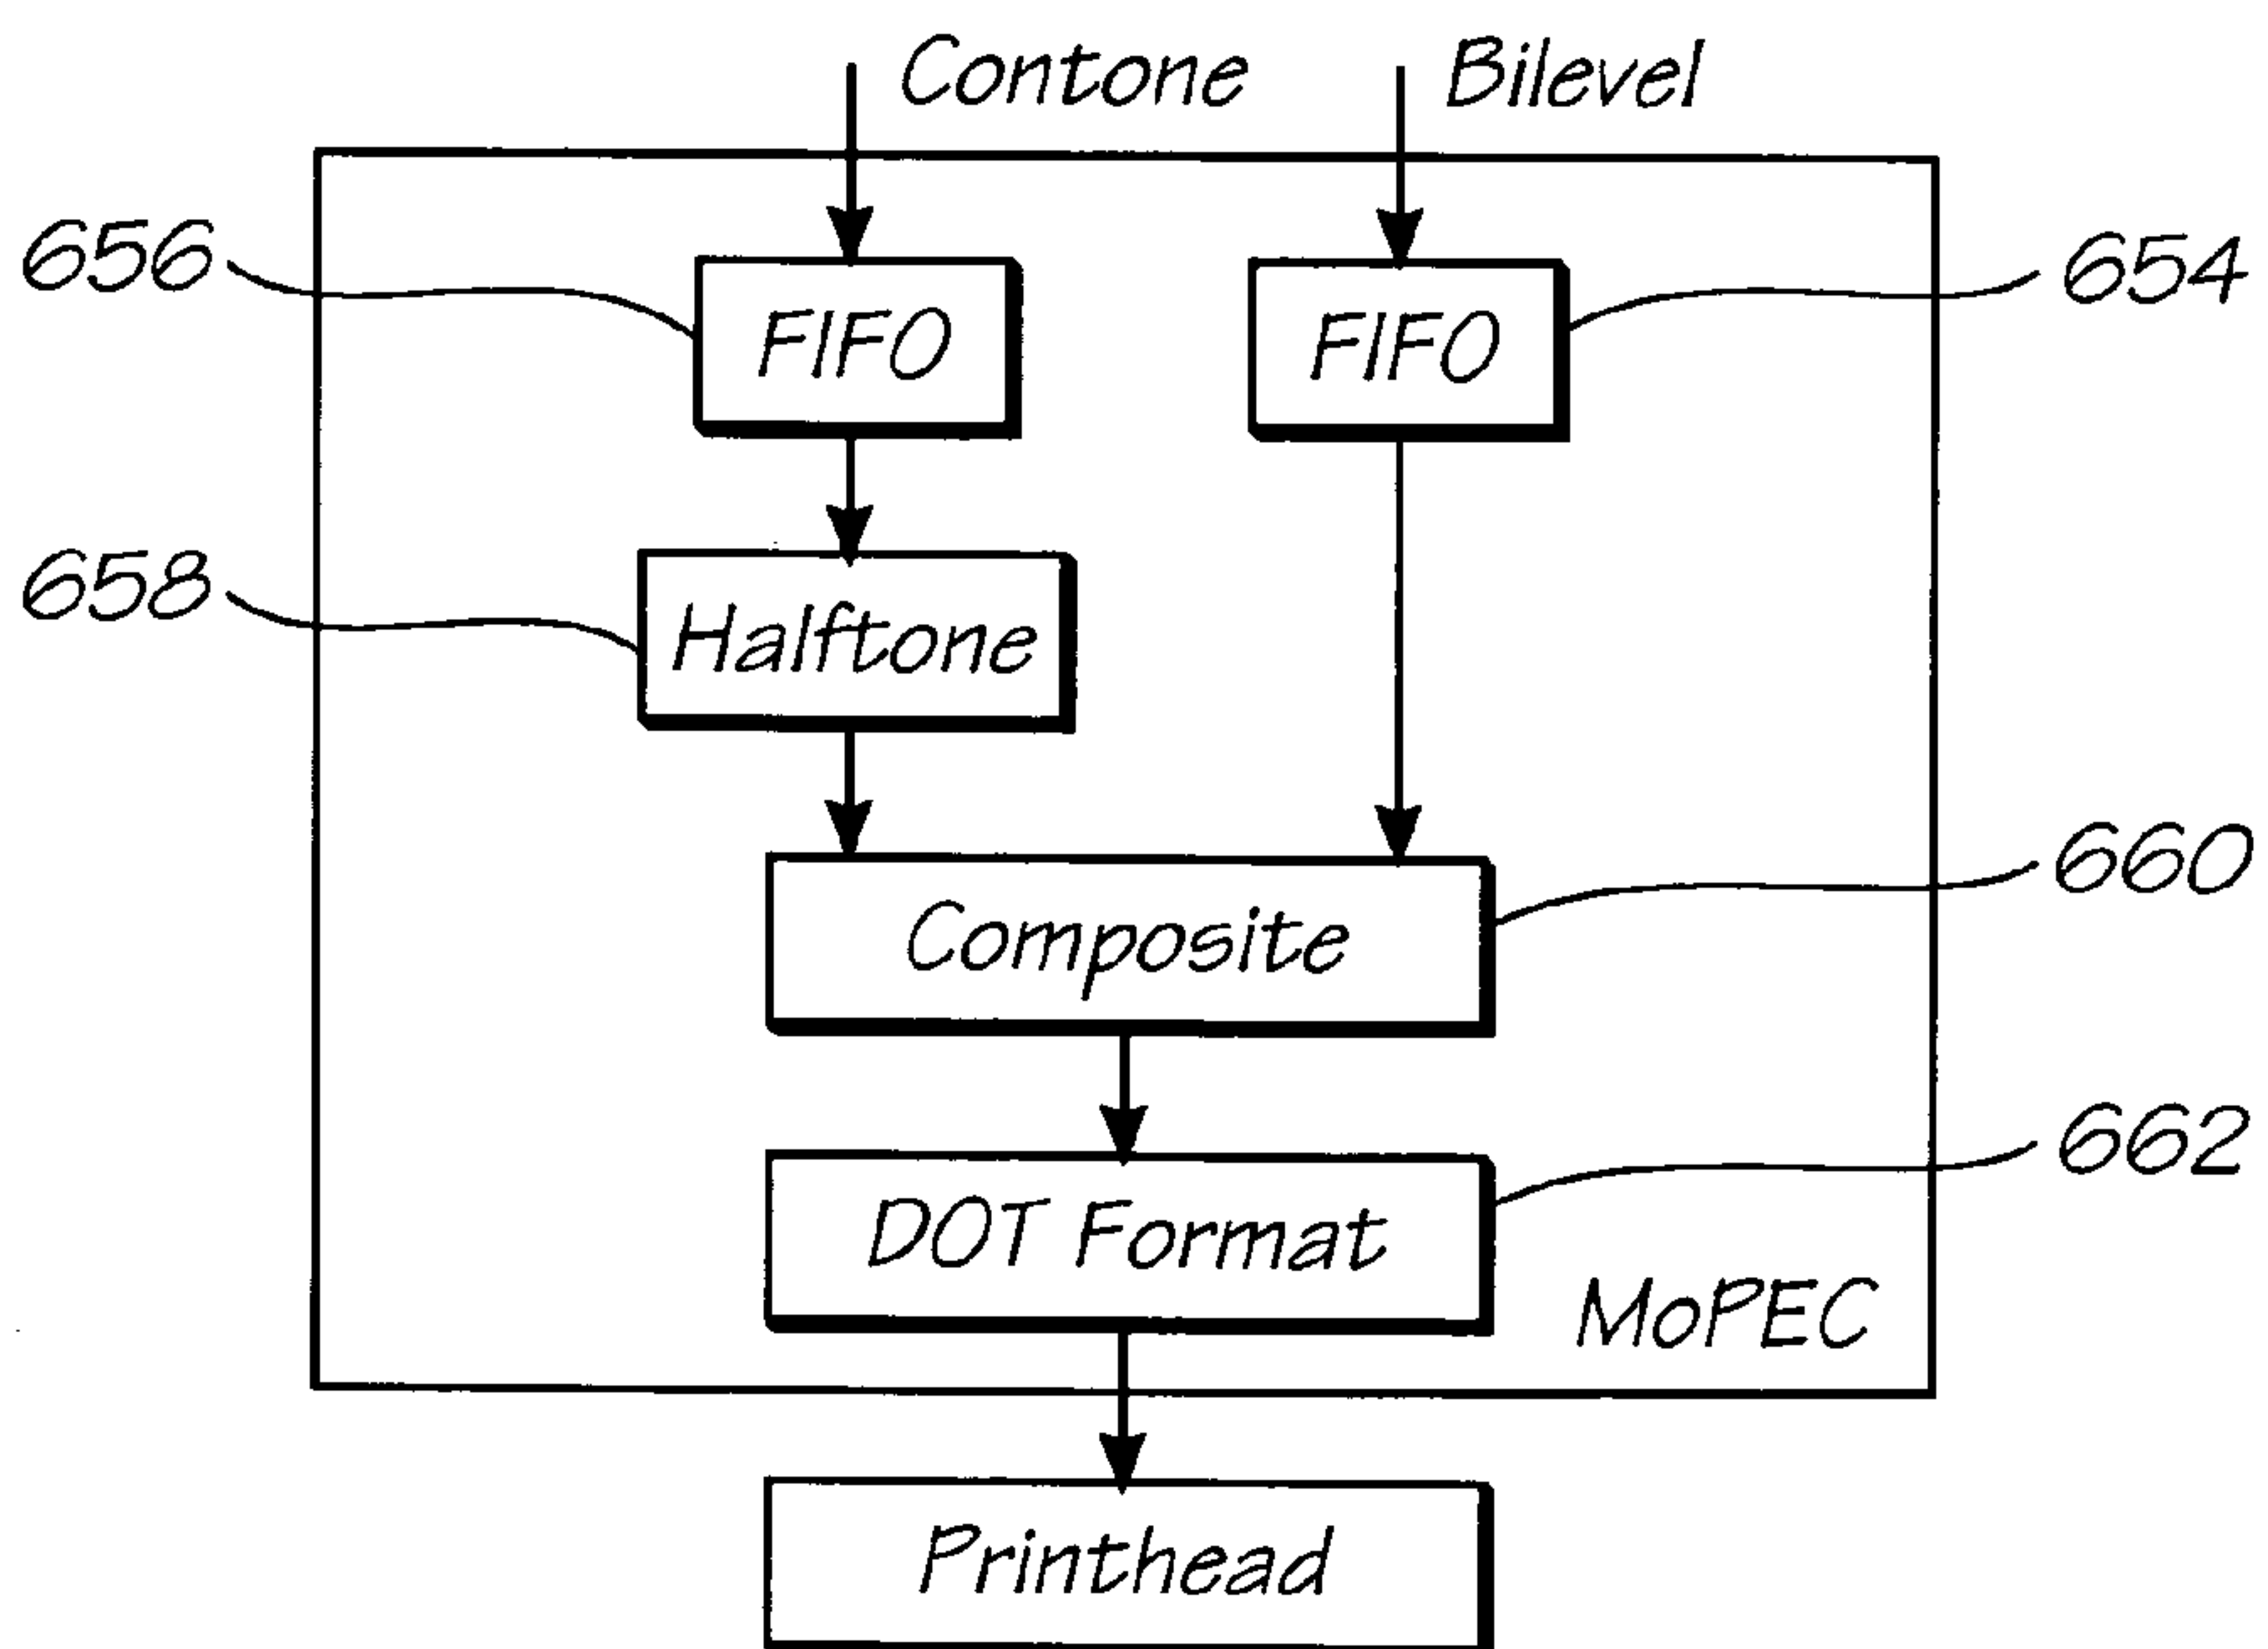 Contone Bilevel
656 654
FIFO FIFO
658
Halftone
660
Composite
662
DOT Format
MoPEC
Printhead